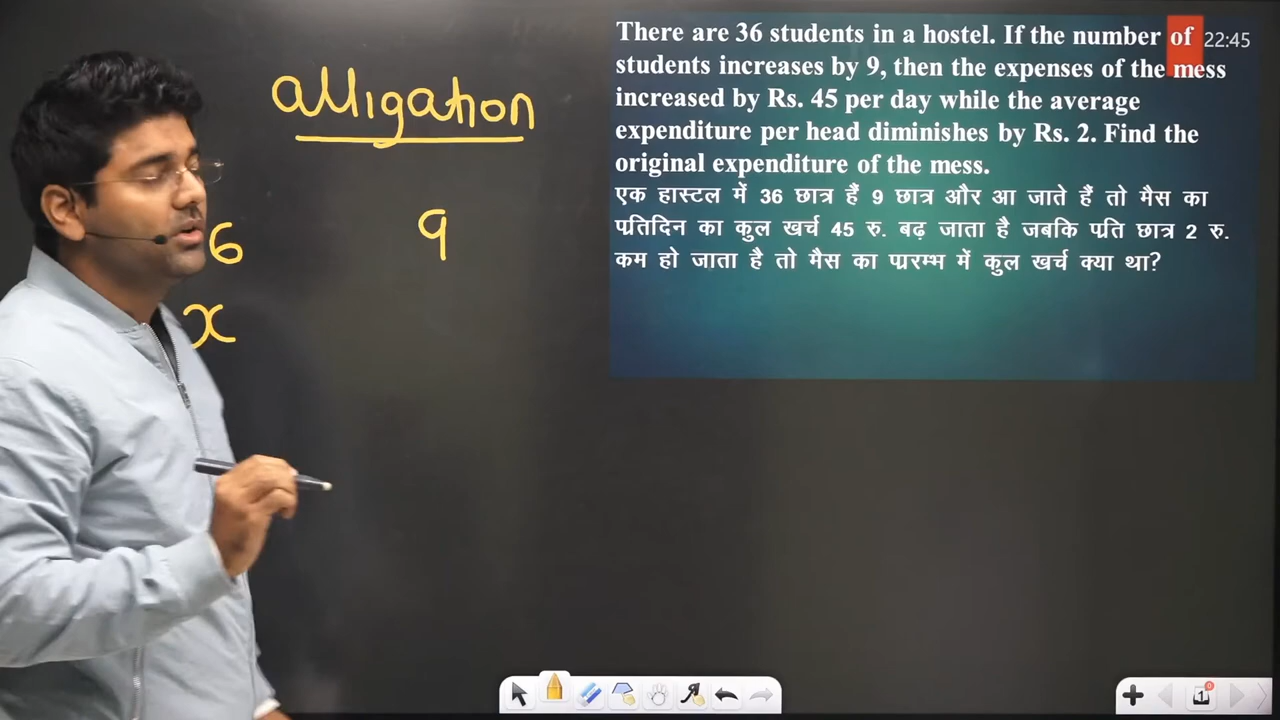 There are 36 students in a hostel. If the number of
students increases by 9, then the expenses of the mess
increased by Rs. 45 per day while the average
expenditure per head diminishes by Rs. 2. Find the
original expenditure of the mess.
एक हास्टल में 36 छात्र हैं 9 छात्र और आ जाते हैं तो मैस का
प्रतिदिन का कुल खर्च 45 रु. बढ़ जाता है जबकि प्रति छात्र 2 रु.
कम हो जाता है तो मैस का प्रारम्भ में कुल खर्च क्या था?
22:45
alligation
6 9
x
1
0